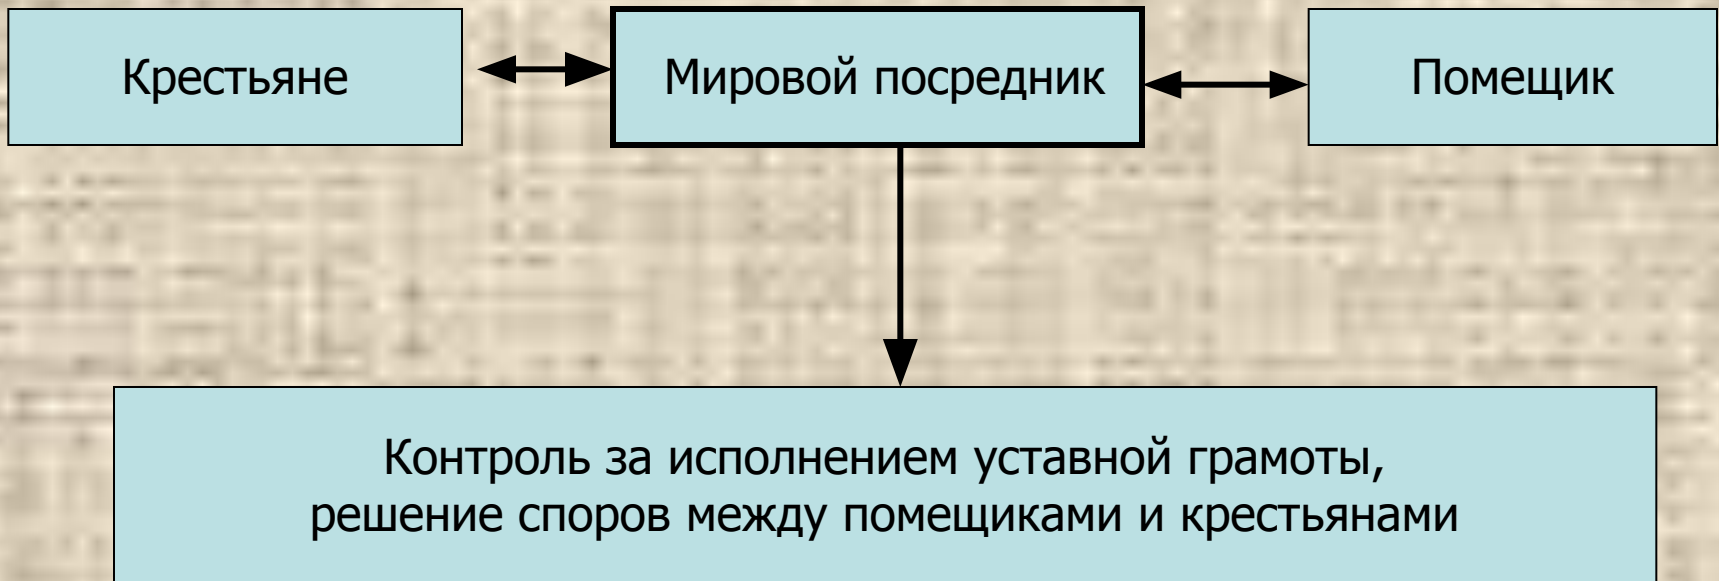 Крестьяне
Мировой посредник
Помещик
Контроль за исполнением уставной грамоты,
решение споров между помещиками и крестьянами